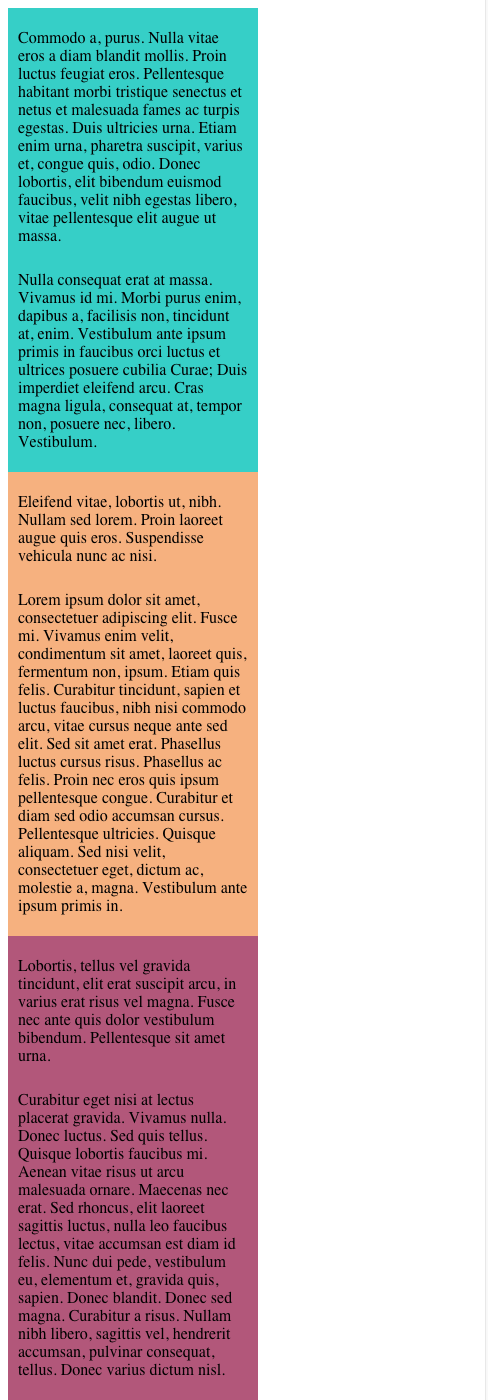 Commodo a, purus. Nulla vitae
eros a diam blandit mollis. Proin
luctus feugiat eros. Pellentesque
habitant morbi tristique senectus et
netus et malesuada fames ac turpis
egestas. Duis ultricies urna. Etiam
enim urna, pharetra suscipit, varius
et, congue quis, odio. Donec
lobortis, elit bibendum euismod
faucibus, velit nibh egestas libero,
vitae pellentesque elit augue ut
massa.
Nulla consequat erat at massa.
Vivamus id mi. Morbi purus enim,
dapibus a, facilisis non, tincidunt
at, enim. Vestibulum ante ipsum
primis in faucibus orci luctus et
ultrices posuere cubilia Curae; Duis
imperdiet eleifend arcu. Cras
magna ligula, consequat at, tempor
non, posuere nec, libero.
Vestibulum.
Eleifend vitae, lobortis ut, nibh.
Nullam sed lorem. Proin laoreet
augue quis eros. Suspendisse
vehicula nunc ac nisi.
Lorem ipsum dolor sit amet,
consectetuer adipiscing elit. Fusce
mi. Vivamus enim velit,
condimentum sit amet, laoreet quis,
fermentum non, ipsum. Etiam quis
felis. Curabitur tincidunt, sapien et
luctus faucibus, nibh nisi commodo
arcu, vitae cursus neque ante sed
elit. Sed sit amet erat. Phasellus
luctus cursus risus. Phasellus ac
felis. Proin nec eros quis ipsum
pellentesque congue. Curabitur et
diam sed odio accumsan cursus.
Pellentesque ultricies. Quisque
aliquam. Sed nisi velit,
consectetuer eget, dictum ac,
molestie a, magna. Vestibulum ante
ipsum primis in.
Lobortis, tellus vel gravida
tincidunt, elit erat suscipit arcu, in
varius erat risus vel magna. Fusce
nec ante quis dolor vestibulum
bibendum. Pellentesque sit amet
urna.
Curabitur eget nisi at lectus
placerat gravida. Vivamus nulla.
Donec luctus. Sed quis tellus.
Quisque lobortis faucibus mi.
Aenean vitae risus ut arcu
malesuada ornare. Maecenas nec
erat. Sed rhoncus, elit laoreet
sagittis luctus, nulla leo faucibus
lectus, vitae accumsan est diam id
felis. Nunc dui pede, vestibulum
eu, elementum et, gravida quis,
sapien. Donec blandit. Donec sed
magna. Curabitur a risus. Nullam
nibh libero, sagittis vel, hendrerit
accumsan, pulvinar consequat,
tellus. Donec varius dictum nisl.